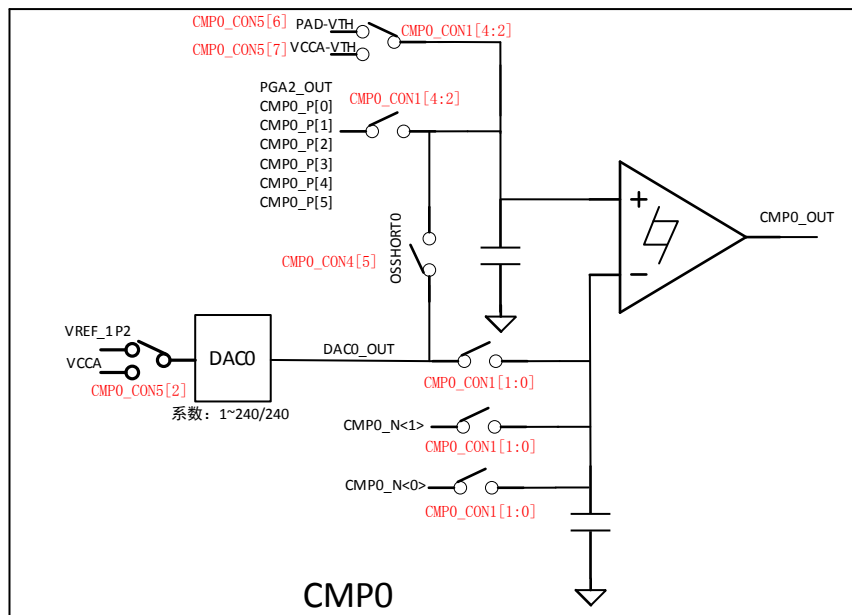 CMP0_CON5[6] PAD-VTH
CMP0_CON1[4:2]
CMP0_CON5[7] VCCA-VTH
PGA2_OUT
CMP0_P[0]
CMP0_CON1[4:2]
CMP0_P[1]
CMP0_P[2]
CMP0_P[3]
CMP0_P[4]
CMP0_P[5]
+
CMP0_OUT
−
OSSHORT0
CMP0_CON4[5]
VREF_1P2
VCCA
CMP0_CON5[2]
DAC0
系数：1~240/240
DAC0_OUT
CMP0_CON1[1:0]
CMP0_N<1>
CMP0_CON1[1:0]
CMP0_N<0>
CMP0_CON1[1:0]
CMP0